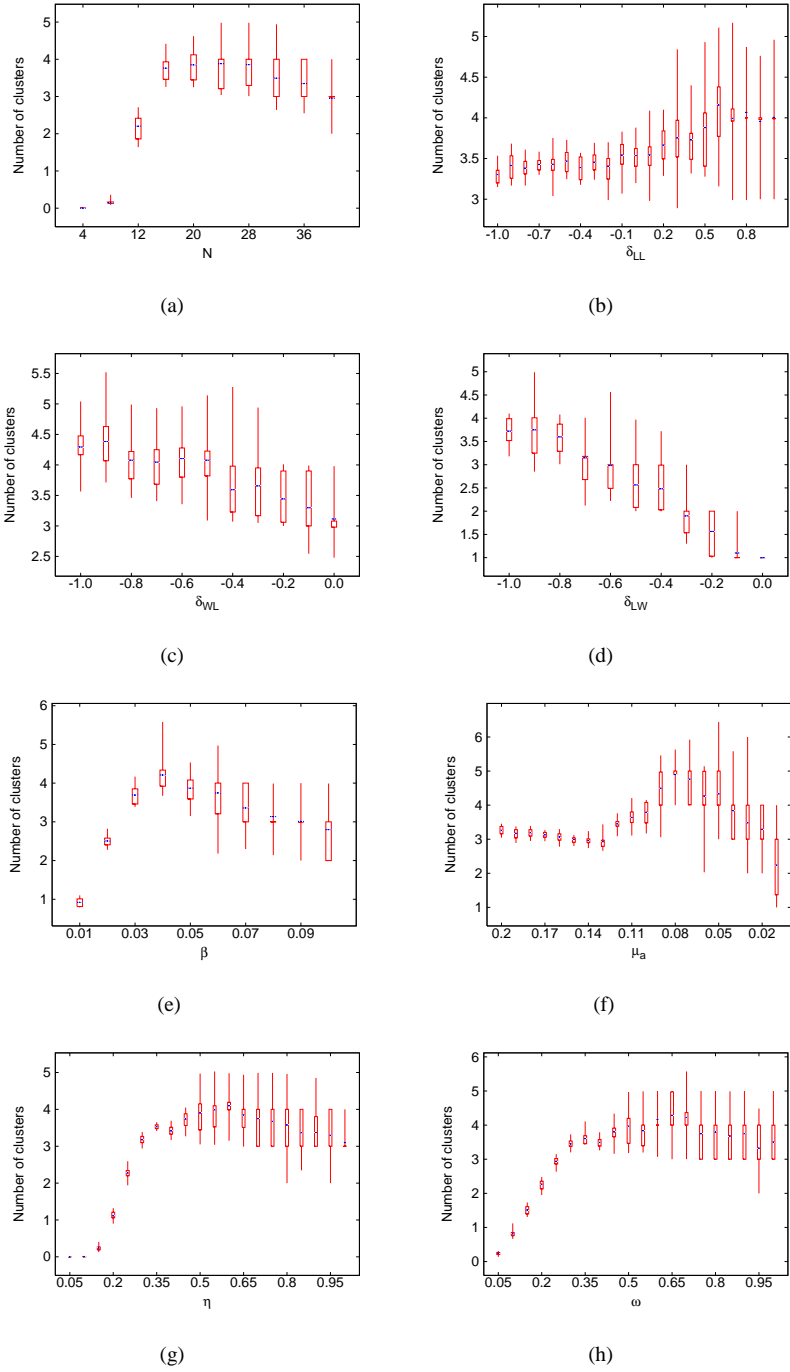 5
4
3
2
1
0
4 12 20 28 36
Number of clusters
N
(a)
5
4.5
4
3.5
3
-1.0 -0.7 -0.4 -0.1 0.2 0.5 0.8
Number of clusters
δLL
(b)
5.5
5
4.5
4
3.5
3
2.5
-1.0 -0.8 -0.6 -0.4 -0.2 0.0
Number of clusters
δWL
(c)
5
4.5
4
3.5
3
2.5
2
1.5
1
-1.0 -0.8 -0.6 -0.4 -0.2 0.0
Number of clusters
δLW
(d)
6
5
4
3
2
1
0.01 0.03 0.05 0.07 0.09
Number of clusters
β
(e)
6
5
4
3
2
1
0.2 0.17 0.14 0.11 0.08 0.05 0.02
Number of clusters
μa
(f)
5
4
3
2
1
0
0.05 0.2 0.35 0.5 0.65 0.8 0.95
Number of clusters
η
(g)
6
5
4
3
2
1
0
0.05 0.2 0.35 0.5 0.65 0.8 0.95
Number of clusters
ω
(h)